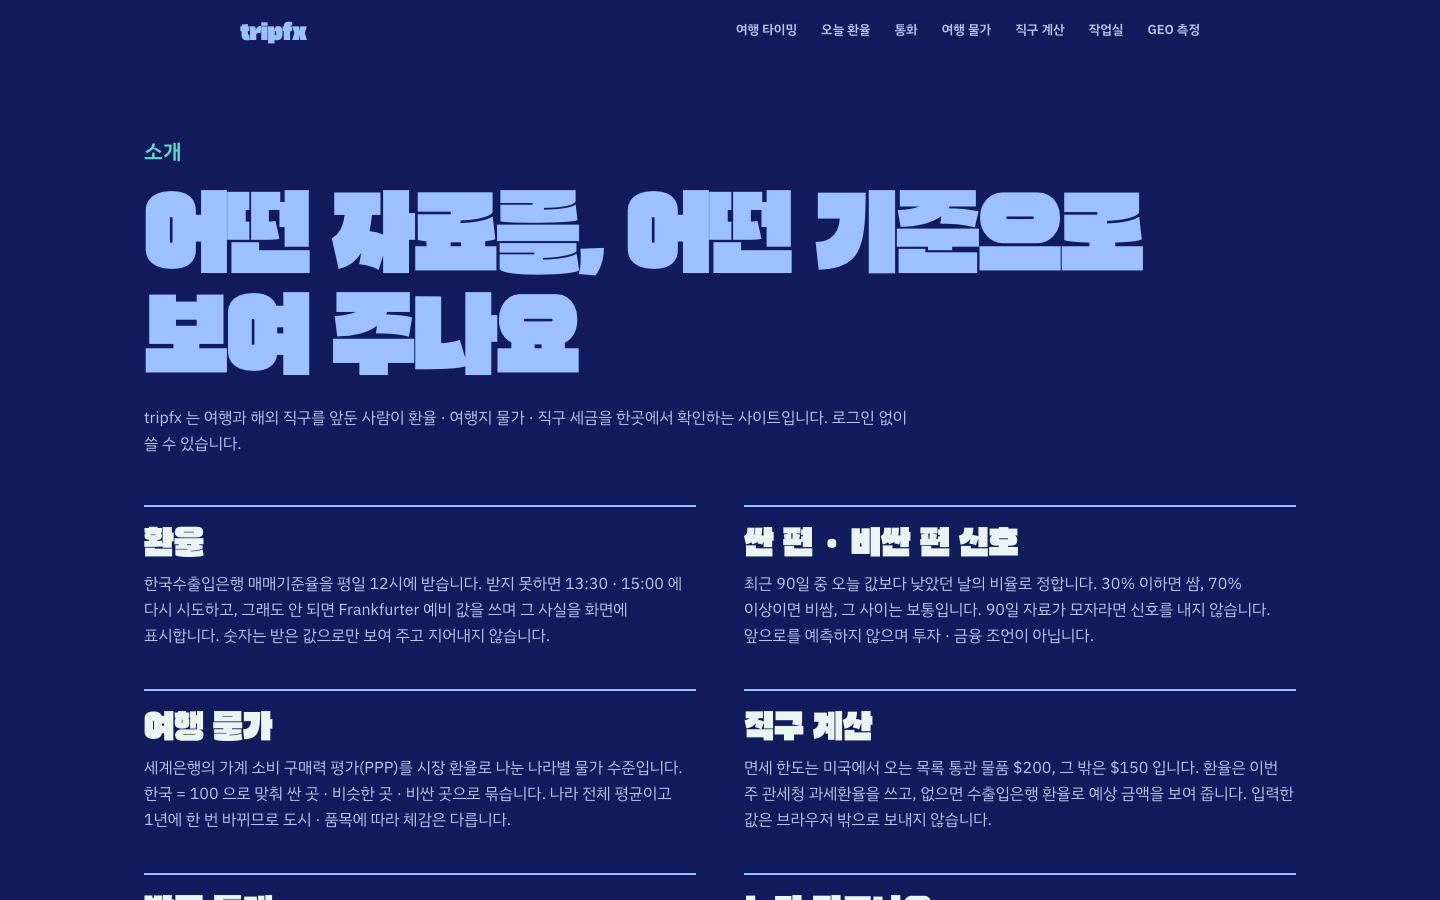 tripfx
여행 타이밍 오늘 환율 통화 여행 물가 직구 계산 작업실 GEO 측정
소개
어떤 자료를, 어떤 기준으로
보여 주나요
tripfx 는 여행과 해외 직구를 앞둔 사람이 환율 · 여행지 물가 · 직구 세금을 한곳에서 확인하는 사이트입니다. 로그인 없이
쓸 수 있습니다.
환율
한국수출입은행 매매기준율을 평일 12시에 받습니다. 받지 못하면 13:30 · 15:00 에
다시 시도하고, 그래도 안 되면 Frankfurter 예비 값을 쓰며 그 사실을 화면에
표시합니다. 숫자는 받은 값으로만 보여 주고 지어내지 않습니다.
싼 편 · 비싼 편 신호
최근 90일 중 오늘 값보다 낮았던 날의 비율로 정합니다. 30% 이하면 쌈, 70%
이상이면 비쌈, 그 사이는 보통입니다. 90일 자료가 모자라면 신호를 내지 않습니다.
앞으로를 예측하지 않으며 투자 · 금융 조언이 아닙니다.
여행 물가
세계은행의 가계 소비 구매력 평가(PPP)를 시장 환율로 나눈 나라별 물가 수준입니다.
한국 = 100 으로 맞춰 싼 곳 · 비슷한 곳 · 비싼 곳으로 묶습니다. 나라 전체 평균이고
1년에 한 번 바뀌므로 도시 · 품목에 따라 체감은 다릅니다.
직구 계산
면세 한도는 미국에서 오는 목록 통관 물품 $200, 그 밖은 $150 입니다. 환율은 이번
주 관세청 과세환율을 쓰고, 없으면 수출입은행 환율로 예상 금액을 보여 줍니다. 입력한
값은 브라우저 밖으로 보내지 않습니다.